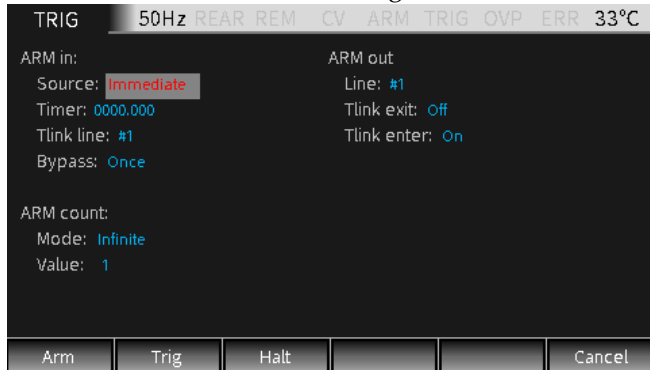 TRIG 50Hz REAR REM CV ARM TRIG OVP ERR 33°C
ARM in:
Source: Immediate
Timer: 0000.000
Tlink line: #1
Bypass: Once
ARM count:
Mode: Infinite
Value: 1
ARM out
Line: #1
Tlink exit: Off
Tlink enter: On
Arm Trig Halt Cancel